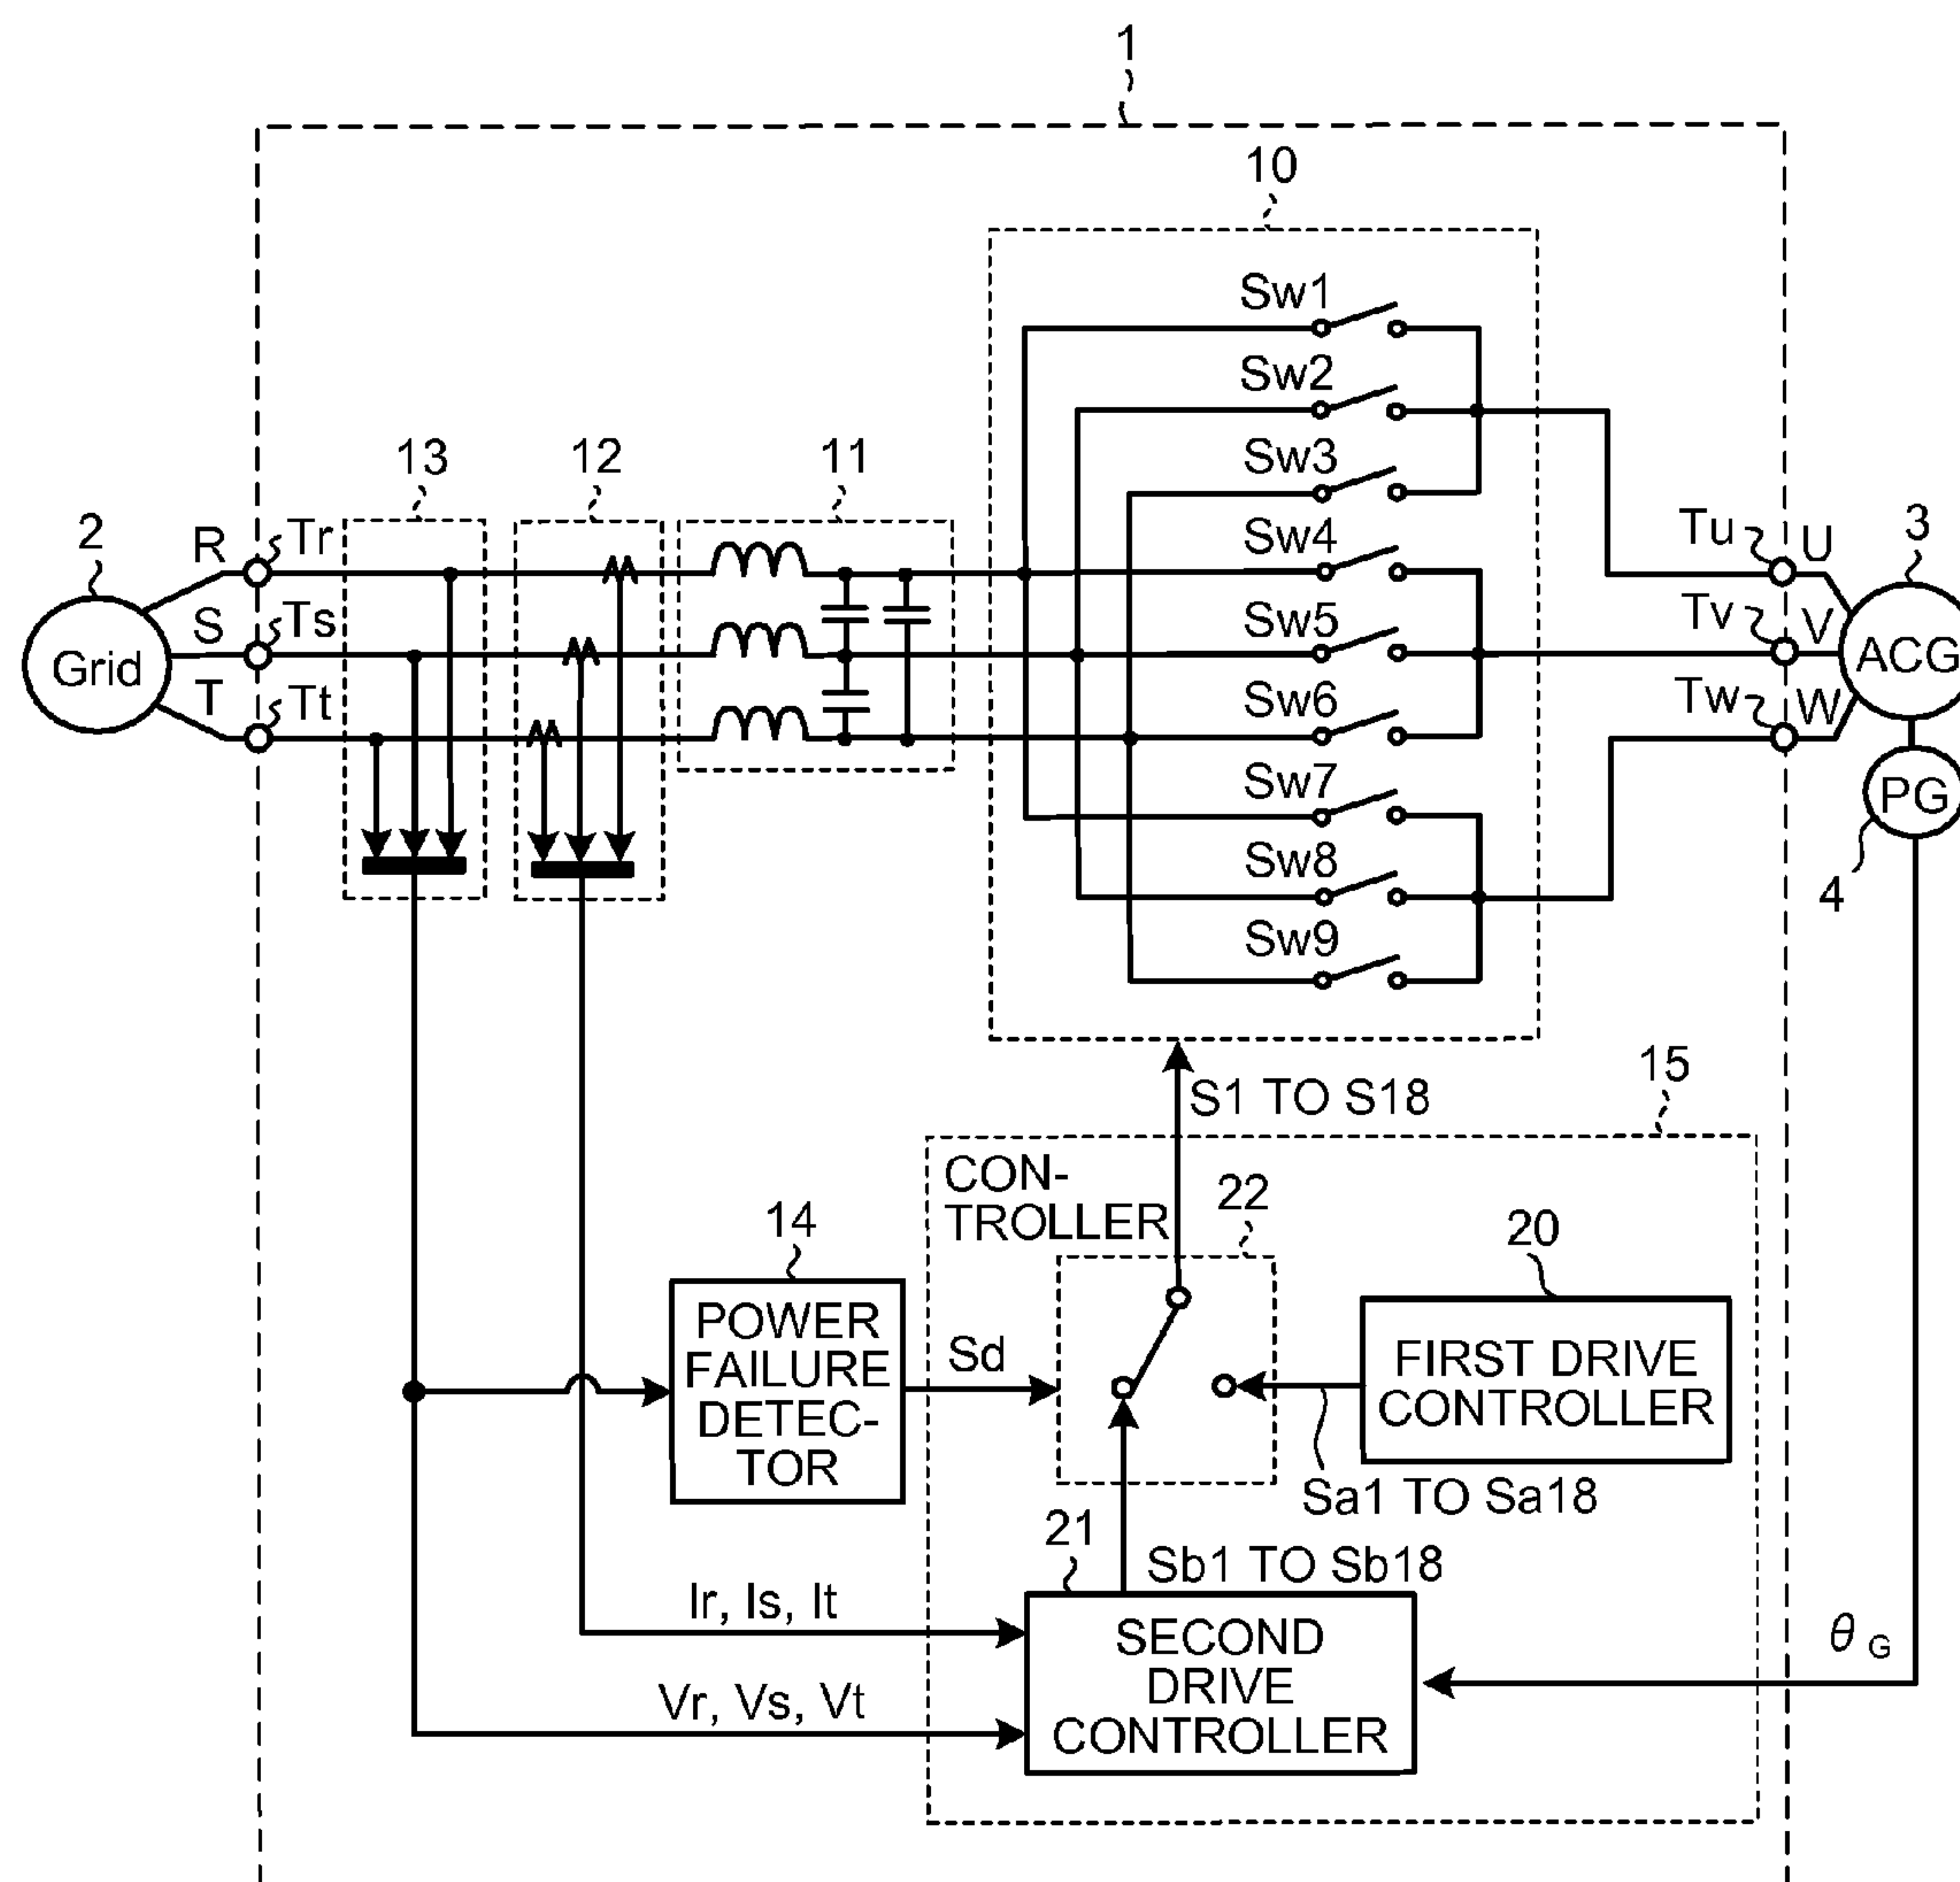 1
10
Sw1
Sw2
Sw3
Sw4
Sw5
Sw6
Sw7
Sw8
Sw9
13
12
11
2
R
Tr
S
Ts
T
Tt
Grid
Tu
U
Tv
V
Tw
W
3
ACG
PG
4
S1 TO S18
15
CON-
TROLLER
22
14
POWER
FAILURE
DETEC-
TOR
Sd
20
FIRST DRIVE
CONTROLLER
Sa1 TO Sa18
21
Sb1 TO Sb18
Ir, Is, It
SECOND
DRIVE
CONTROLLER
Vr, Vs, Vt
θ G